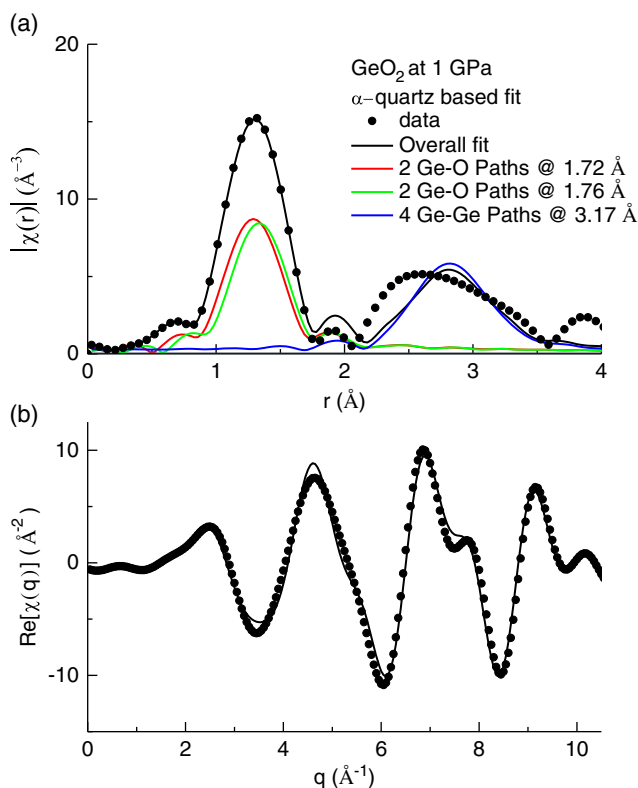 (a)
20
10
0
|χ(r)| (Å⁻³)
GeO₂ at 1 GPa
α−quartz based fit
data
Overall fit
2 Ge-O Paths @ 1.72 Å
2 Ge-O Paths @ 1.76 Å
4 Ge-Ge Paths @ 3.17 Å
0 1 2 3 4
r (Å)
(b)
10
0
-10
Re[χ(q)] (Å⁻²)
0 2 4 6 8 10
q (Å⁻¹)